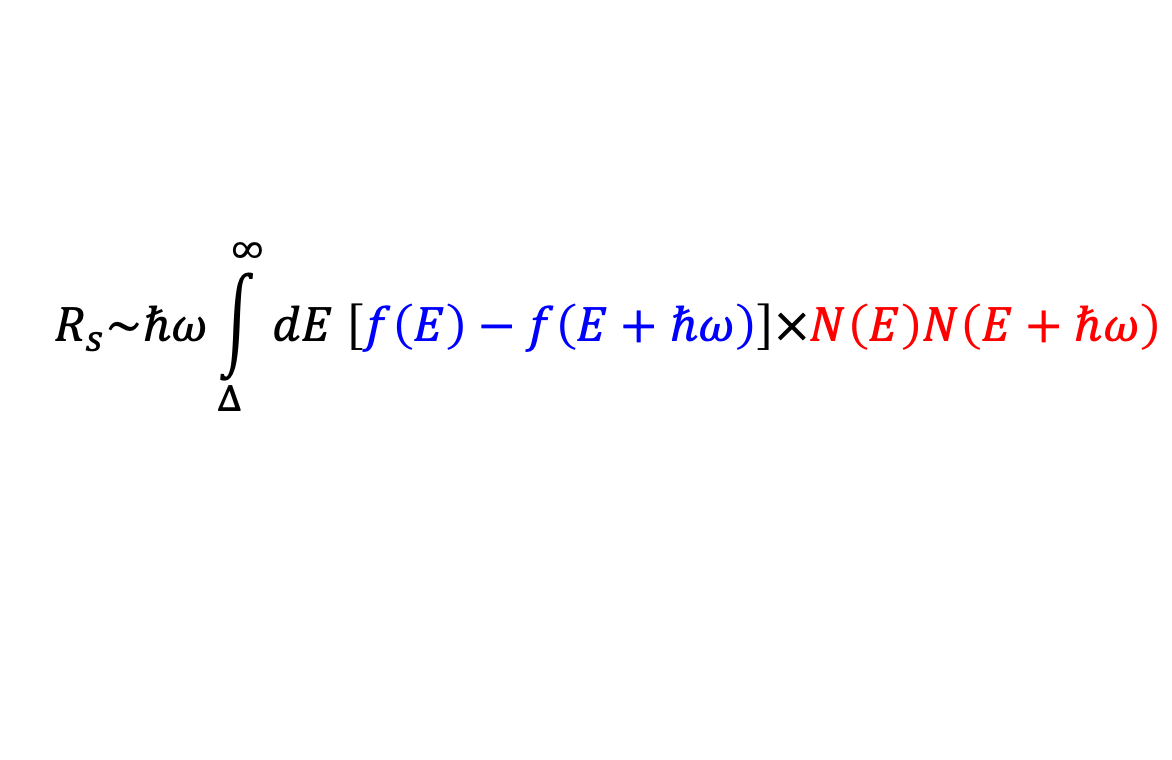 R_s~ℏω ∫_Δ^∞ dE [f(E) − f(E + ℏω)]×N(E)N(E + ℏω)